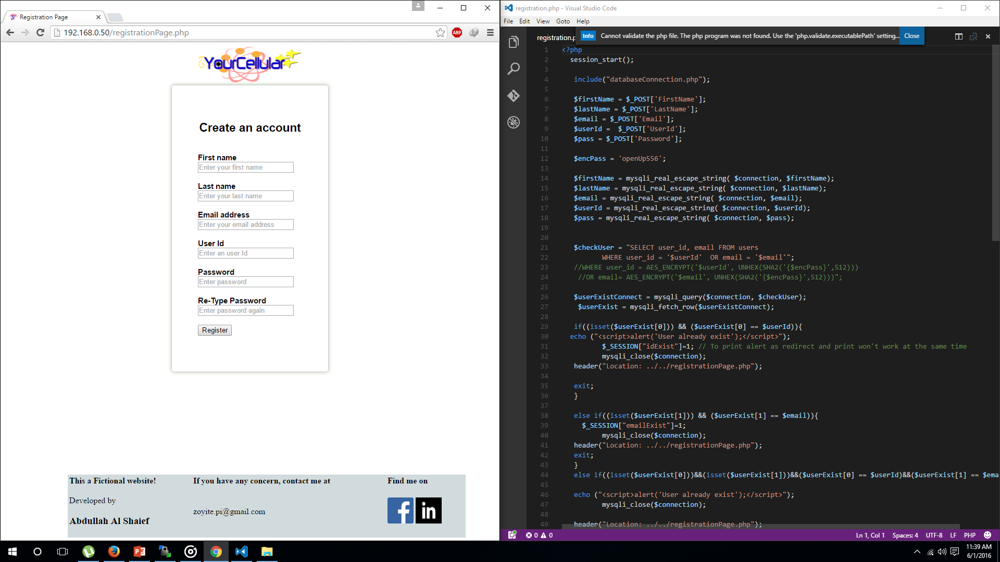 Registration Page
192.168.0.50/registrationPage.php
ABP
YourCellular
Create an account
First name
Enter your first name
Last name
Enter your last name
Email address
Enter your email address
User Id
Enter an user Id
Password
Enter password
Re-Type Password
Enter password again
Register
This a Fictional website!
If you have any concern, contact me at
Find me on
Developed by
zoyite.pi@gmail.com
Abdullah Al Shaief
f
in
registration.php - Visual Studio Code
File Edit View Goto Help
registration.p
Info Cannot validate the php file. The php program was not found. Use the 'php.validate.executablePath' setting... Close
1 <?php
2 session_start();
3
4 include("databaseConnection.php");
5
6 $firstName = $_POST['FirstName'];
7 $lastName = $_POST['LastName'];
8 $email = $_POST['Email'];
9 $userId =  $_POST['UserId'];
10 $pass = $_POST['Password'];
11
12 $encPass = 'openUp556';
13
14 $firstName = mysqli_real_escape_string( $connection, $firstName);
15 $lastName = mysqli_real_escape_string( $connection, $lastName);
16 $email = mysqli_real_escape_string( $connection, $email);
17 $userId = mysqli_real_escape_string( $connection, $userId);
18 $pass = mysqli_real_escape_string( $connection, $pass);
19
20
21 $checkUser = "SELECT user_id, email FROM users
22 WHERE user_id = '$userId'  OR email = '$email'";
23 //WHERE user_id = AES_ENCRYPT('$userId', UNHEX(SHA2('{$encPass}',512)))
24 //OR email= AES_ENCRYPT('$email', UNHEX(SHA2('{$encPass}',512)))";
25
26 $userExistConnect = mysqli_query($connection, $checkUser);
27 $userExist = mysqli_fetch_row($userExistConnect);
28
29 if((isset($userExist[0])) && ($userExist[0] == $userId)){
30 echo ("<script>alert('User already exist');</script>");
31 $_SESSION["idExist"]=1; // To print alert as redirect and print won't work at the same time
32 mysqli_close($connection);
33 header("Location: ../../registrationPage.php");
34
35 exit;
36 }
37
38 else if((isset($userExist[1])) && ($userExist[1] == $email)){
39 $_SESSION["emailExist"]=1;
40 mysqli_close($connection);
41 header("Location: ../../registrationPage.php");
42 exit;
43 }
44 else if((isset($userExist[0]))&&(isset($userExist[1]))&&($userExist[0] == $userId)&&($userExist[1] == $ema
45
46 echo ("<script>alert('User already exist');</script>");
47 mysqli_close($connection);
48
49 header("Location: ../../registrationPage.php");
0 0
Ln 1, Col 1 Spaces: 4 UTF-8 LF PHP
11:39 AM
6/1/2016